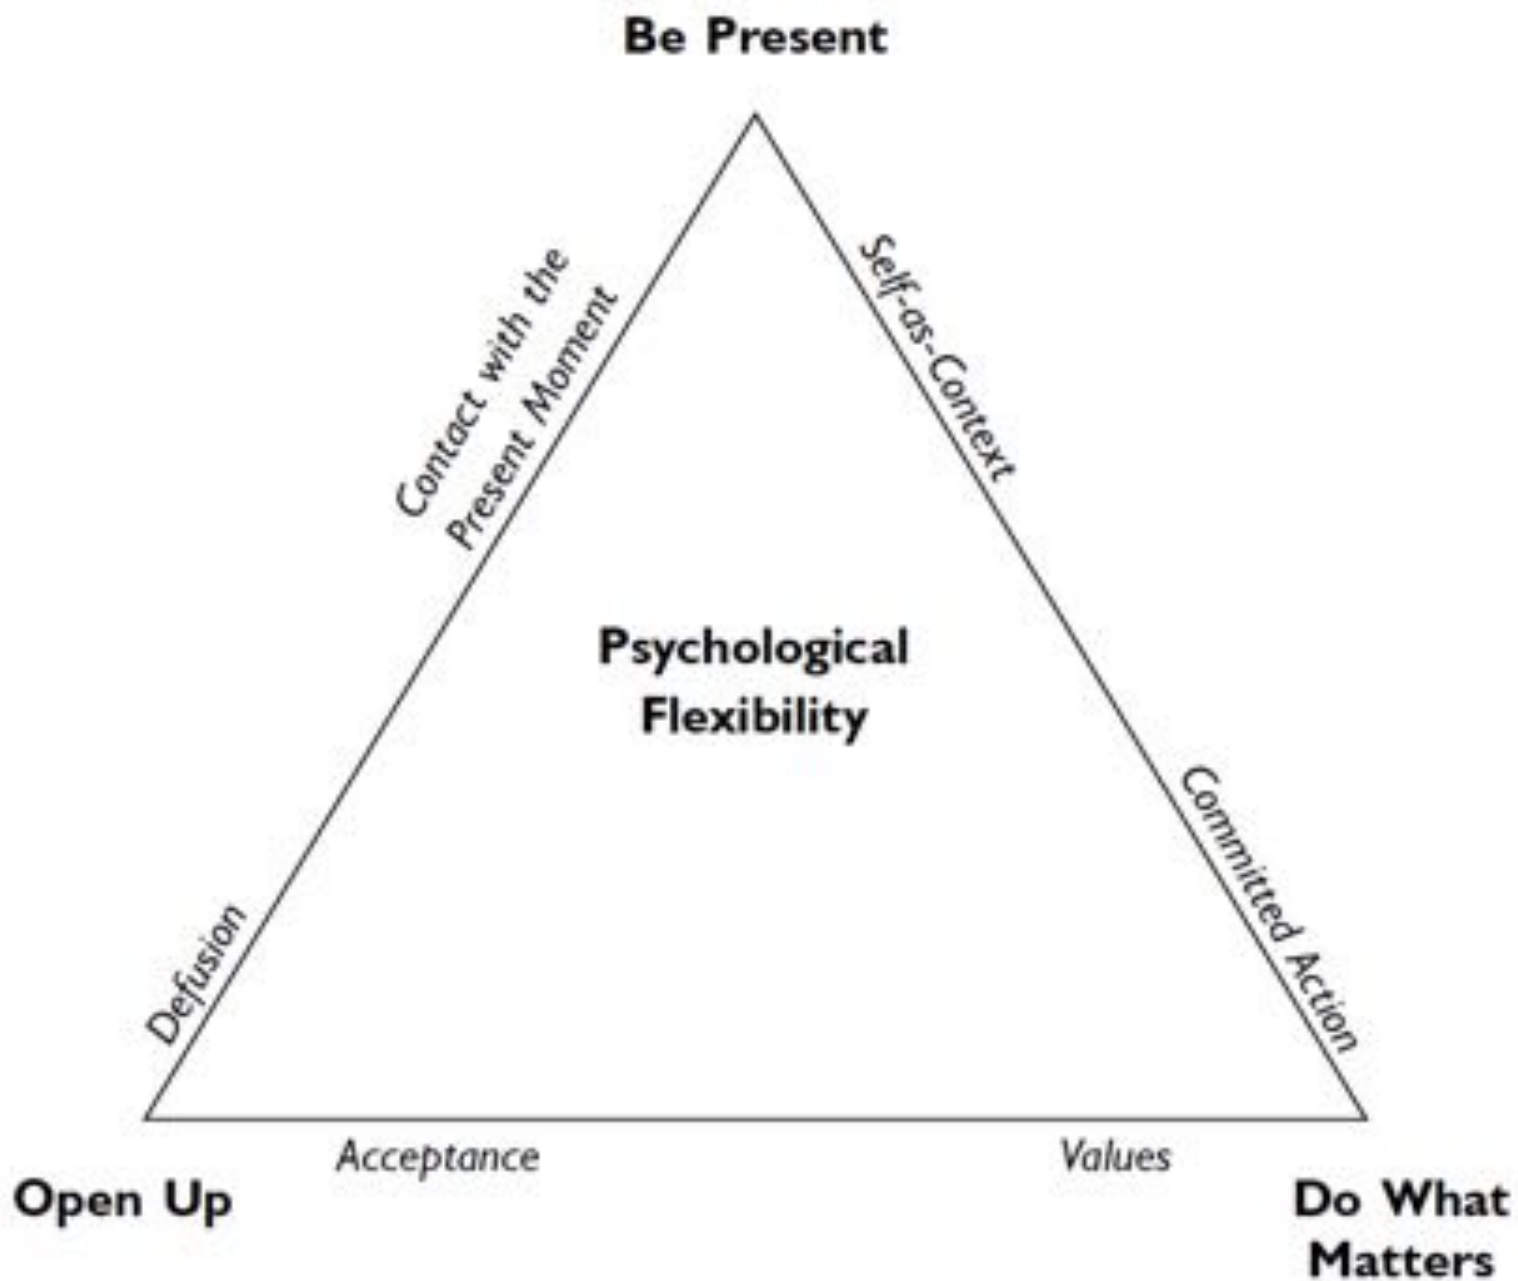 Be Present
Contact with the
Present Moment
Self-as-Context
Psychological
Flexibility
Defusion
Committed Action
Acceptance
Values
Open Up
Do What
Matters